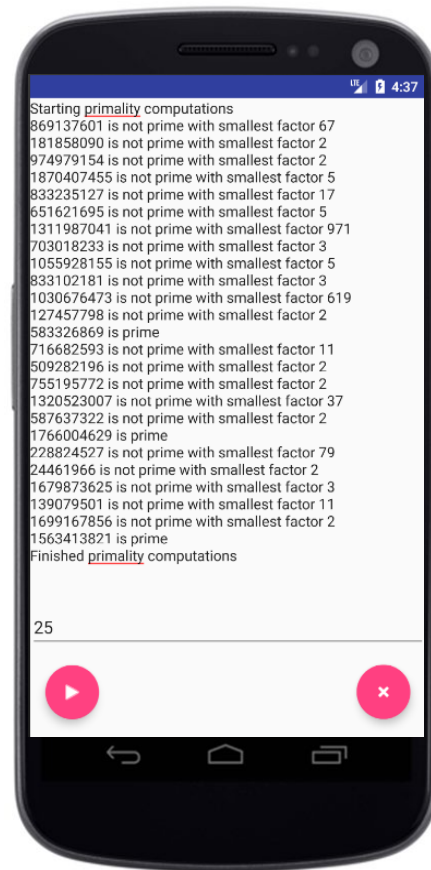 LTE 4:37
Starting primality computations
869137601 is not prime with smallest factor 67
181858090 is not prime with smallest factor 2
974979154 is not prime with smallest factor 2
1870407455 is not prime with smallest factor 5
833235127 is not prime with smallest factor 17
651621695 is not prime with smallest factor 5
1311987041 is not prime with smallest factor 971
703018233 is not prime with smallest factor 3
1055928155 is not prime with smallest factor 5
833102181 is not prime with smallest factor 3
1030676473 is not prime with smallest factor 619
127457798 is not prime with smallest factor 2
583326869 is prime
716682593 is not prime with smallest factor 11
509282196 is not prime with smallest factor 2
755195772 is not prime with smallest factor 2
1320523007 is not prime with smallest factor 37
587637322 is not prime with smallest factor 2
1766004629 is prime
228824527 is not prime with smallest factor 79
24461966 is not prime with smallest factor 2
1679873625 is not prime with smallest factor 3
139079501 is not prime with smallest factor 11
1699167856 is not prime with smallest factor 2
1563413821 is prime
Finished primality computations
25